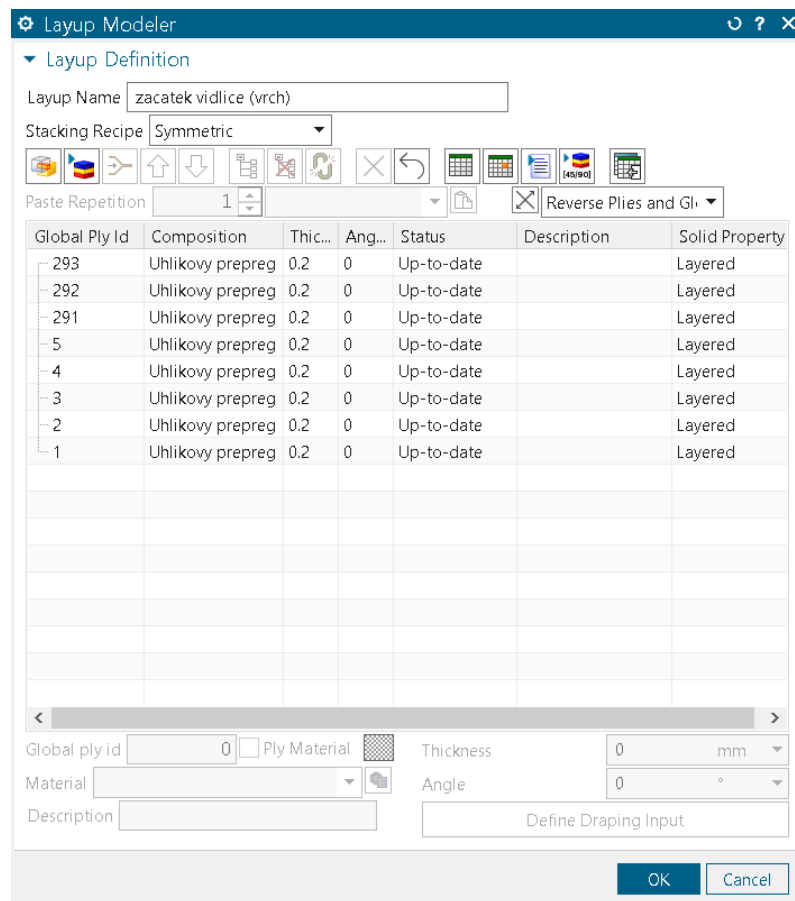 Layup Modeler ?
Layup Definition
Layup Name zacatek vidlice (vrch)
Stacking Recipe Symmetric
[45/90]
Paste Repetition 1 Reverse Plies and Gl
Global Ply Id Composition Thic... Ang... Status Description Solid Property
293 Uhlikovy prepreg 0.2 0 Up-to-date Layered
292 Uhlikovy prepreg 0.2 0 Up-to-date Layered
291 Uhlikovy prepreg 0.2 0 Up-to-date Layered
5 Uhlikovy prepreg 0.2 0 Up-to-date Layered
4 Uhlikovy prepreg 0.2 0 Up-to-date Layered
3 Uhlikovy prepreg 0.2 0 Up-to-date Layered
2 Uhlikovy prepreg 0.2 0 Up-to-date Layered
1 Uhlikovy prepreg 0.2 0 Up-to-date Layered
Global ply id 0 Ply Material Thickness 0 mm
Material Angle 0 °
Description Define Draping Input
OK Cancel